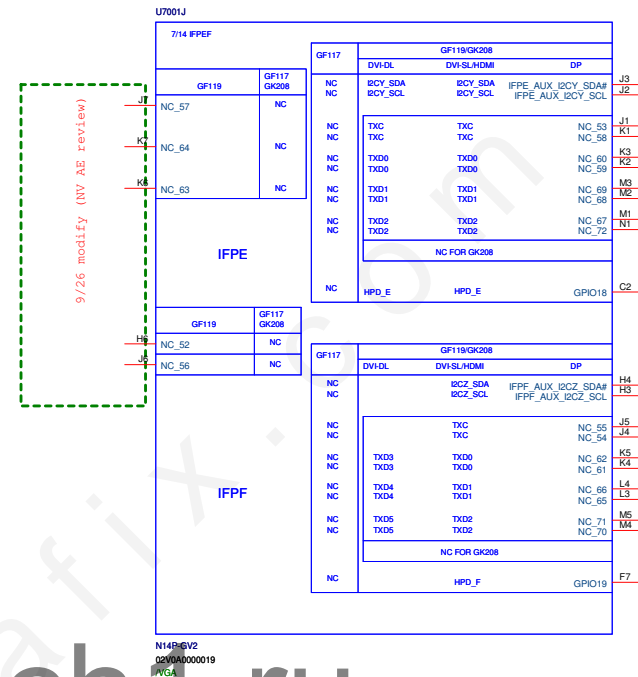 U7001J
7/14 IFPEF
GF117 GF119/GK208
DVI-DL DVI-SL/HDMI DP
GF119 GF117 GK208
NC I2CY_SDA I2CY_SDA IFPE_AUX_I2CY_SDA# J3
NC I2CY_SCL I2CY_SCL IFPE_AUX_I2CY_SCL J2
J7 NC_57 NC
NC TXC TXC NC_53 J1
NC TXC TXC NC_58 K1
K7 NC_64 NC
NC TXD0 TXD0 NC_60 K3
NC TXD0 TXD0 NC_59 K2
NC_63 NC
NC TXD1 TXD1 NC_69 M3
NC TXD1 TXD1 NC_68 M2
NC TXD2 TXD2 NC_67 M1
NC TXD2 TXD2 NC_72 N1
9/26 modify (NV AE review)
IFPE
NC FOR GK208
NC HPD_E HPD_E GPIO18 C2
GF119 GF117 GK208
H6 NC_52 NC
NC_56 NC
GF117 GF119/GK208
DVI-DL DVI-SL/HDMI DP
NC I2CZ_SDA IFPF_AUX_I2CZ_SDA# H4
NC I2CZ_SCL IFPF_AUX_I2CZ_SCL H3
NC TXC NC_55 J5
NC TXC NC_54 J4
NC TXD3 TXD0 NC_62 K5
NC TXD3 TXD0 NC_61 K4
IFPF
NC TXD4 TXD1 NC_66 L4
NC TXD4 TXD1 NC_65 L3
NC TXD5 TXD2 NC_71 M5
NC TXD5 TXD2 NC_70 M4
NC FOR GK208
NC HPD_F GPIO19 F7
N14P-GV2
02V0A0000019
/VGA